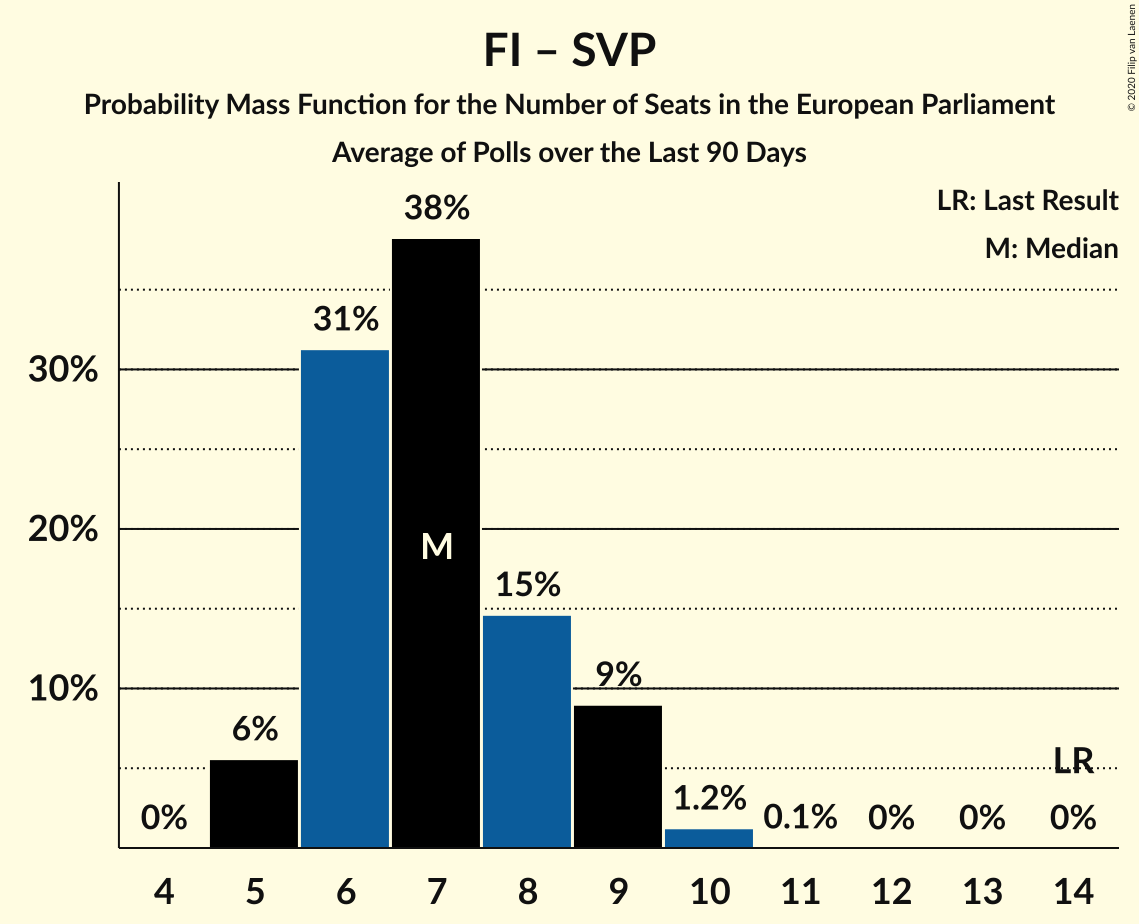 FI – SVP
Probability Mass Function for the Number of Seats in the European Parliament
Average of Polls over the Last 90 Days
© 2020 Filip van Laenen
LR: Last Result
M: Median
38%
31%
30%
20%
M
15%
9%
10%
6%
LR
0%
1.2%
0.1%
0%
0%
0%
4 5 6 7 8 9 10 11 12 13 14